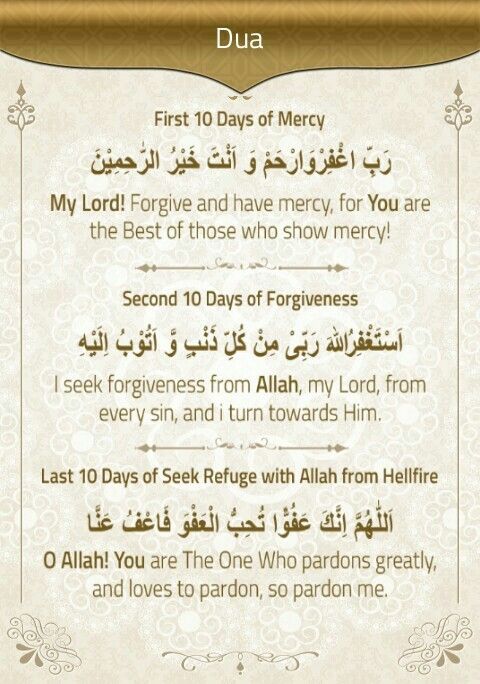 Dua
First 10 Days of Mercy
رَبِّ اغْفِرْوَارْحَمْ وَ اَنْتَ خَيْرُ الرّٰحِمِيْنَ
My Lord! Forgive and have mercy, for You are
the Best of those who show mercy!
Second 10 Days of Forgiveness
اَسْتَغْفِرُاللهَ رَبِّىْ مِنْ كُلِّ ذَنْبٍ وَّ اَتُوْبُ اِلَيْهِ
I seek forgiveness from Allah, my Lord, from
every sin, and i turn towards Him.
Last 10 Days of Seek Refuge with Allah from Hellfire
اَللّٰهُمَّ اِنَّكَ عَفُوٌّا تُحِبُّ الْعَفْوَ فَاعْفُ عَنَّا
O Allah! You are The One Who pardons greatly,
and loves to pardon, so pardon me.